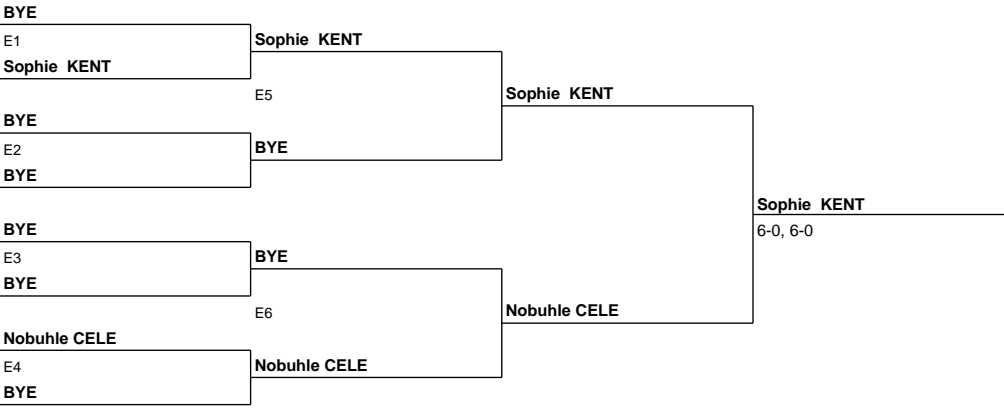 BYE
E1
Sophie KENT
Sophie KENT
E5
Sophie KENT
BYE
E2
BYE
BYE
Sophie KENT
6-0, 6-0
BYE
E3
BYE
BYE
E6
Nobuhle CELE
Nobuhle CELE
E4
Nobuhle CELE
BYE